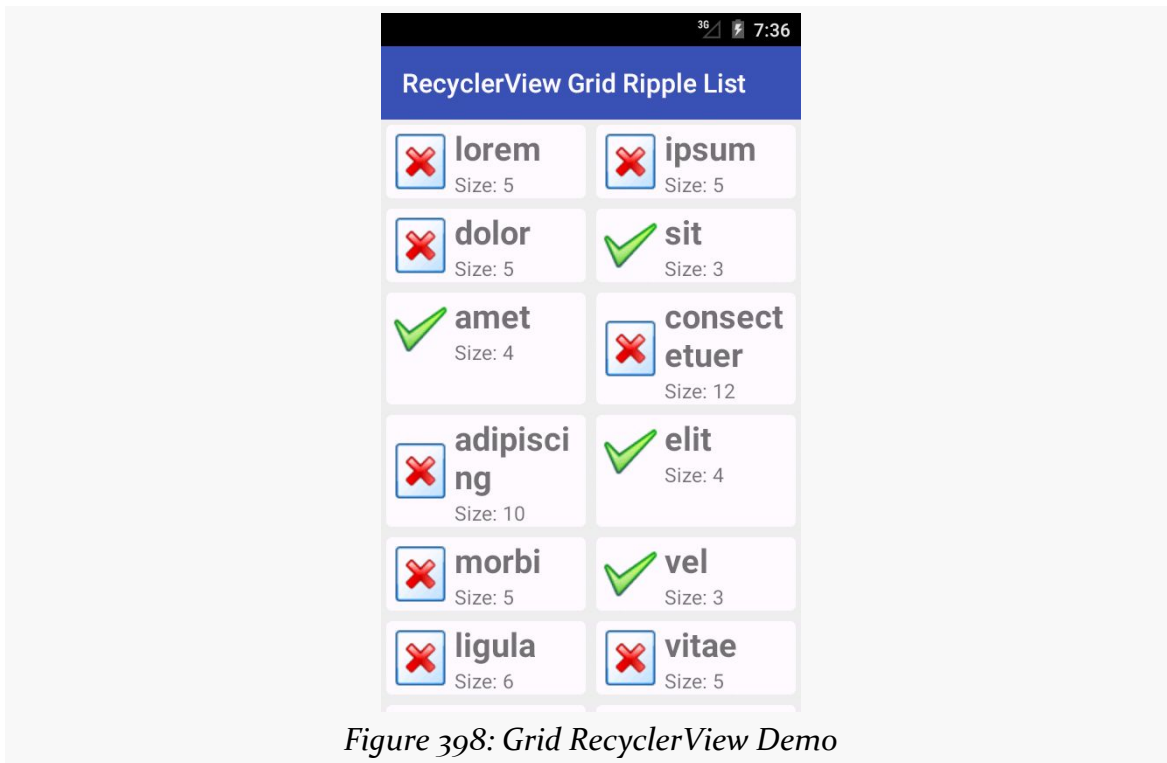 3G 7:36
RecyclerView Grid Ripple List
lorem
Size: 5
ipsum
Size: 5
dolor
Size: 5
sit
Size: 3
amet
Size: 4
consect
etuer
Size: 12
adipisci
ng
Size: 10
elit
Size: 4
morbi
Size: 5
vel
Size: 3
ligula
Size: 6
vitae
Size: 5
Figure 398: Grid RecyclerView Demo